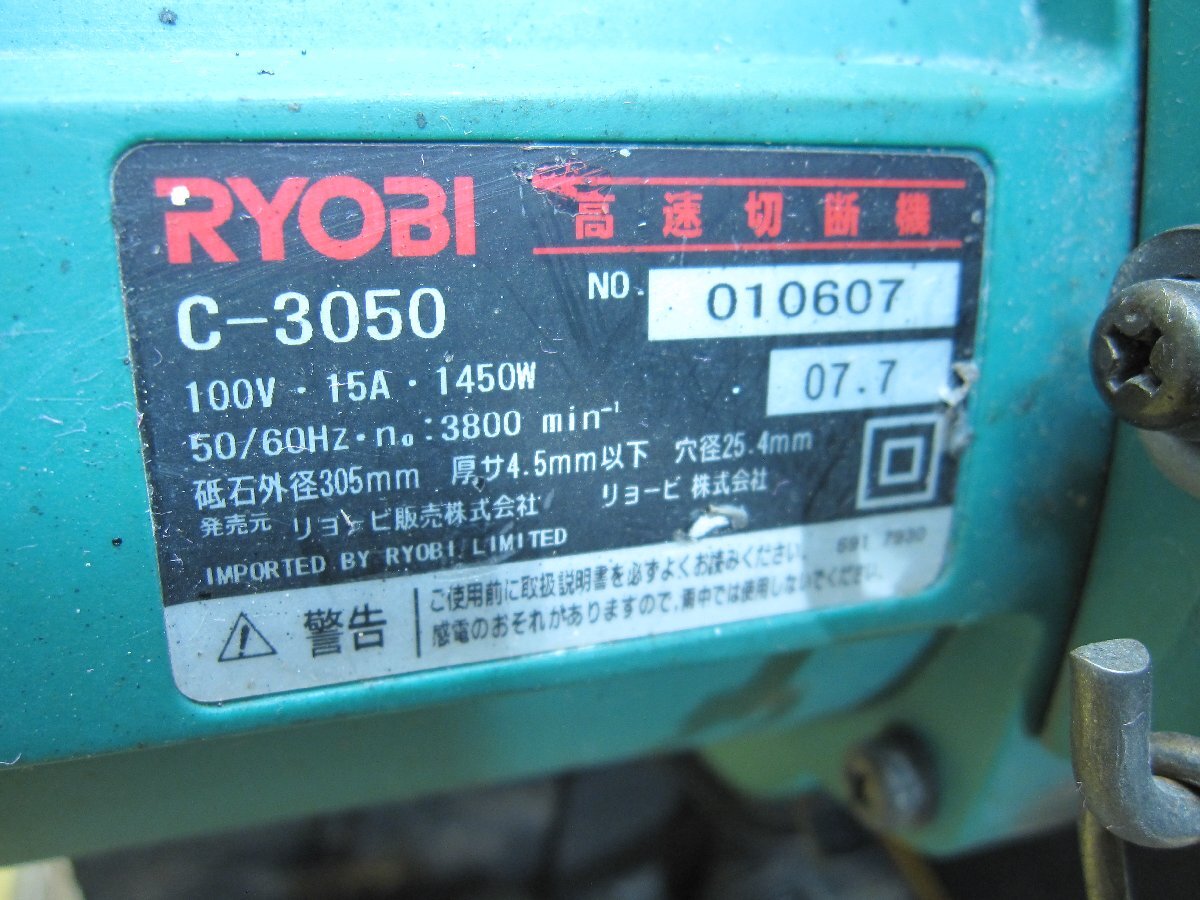 RYOBI 高速切断機
C-3050 NO. 010607
100V・15A・1450W 07.7
50/60Hz・n₀:3800 min⁻¹
砥石外径305mm 厚サ4.5mm以下 穴径25.4mm
発売元 リョービ販売株式会社 リョービ 株式会社
IMPORTED BY RYOBI LIMITED
691 7930
警告
ご使用前に取扱説明書を必ずよくお読みください。
感電のおそれがありますので、雨中では使用しないでください。